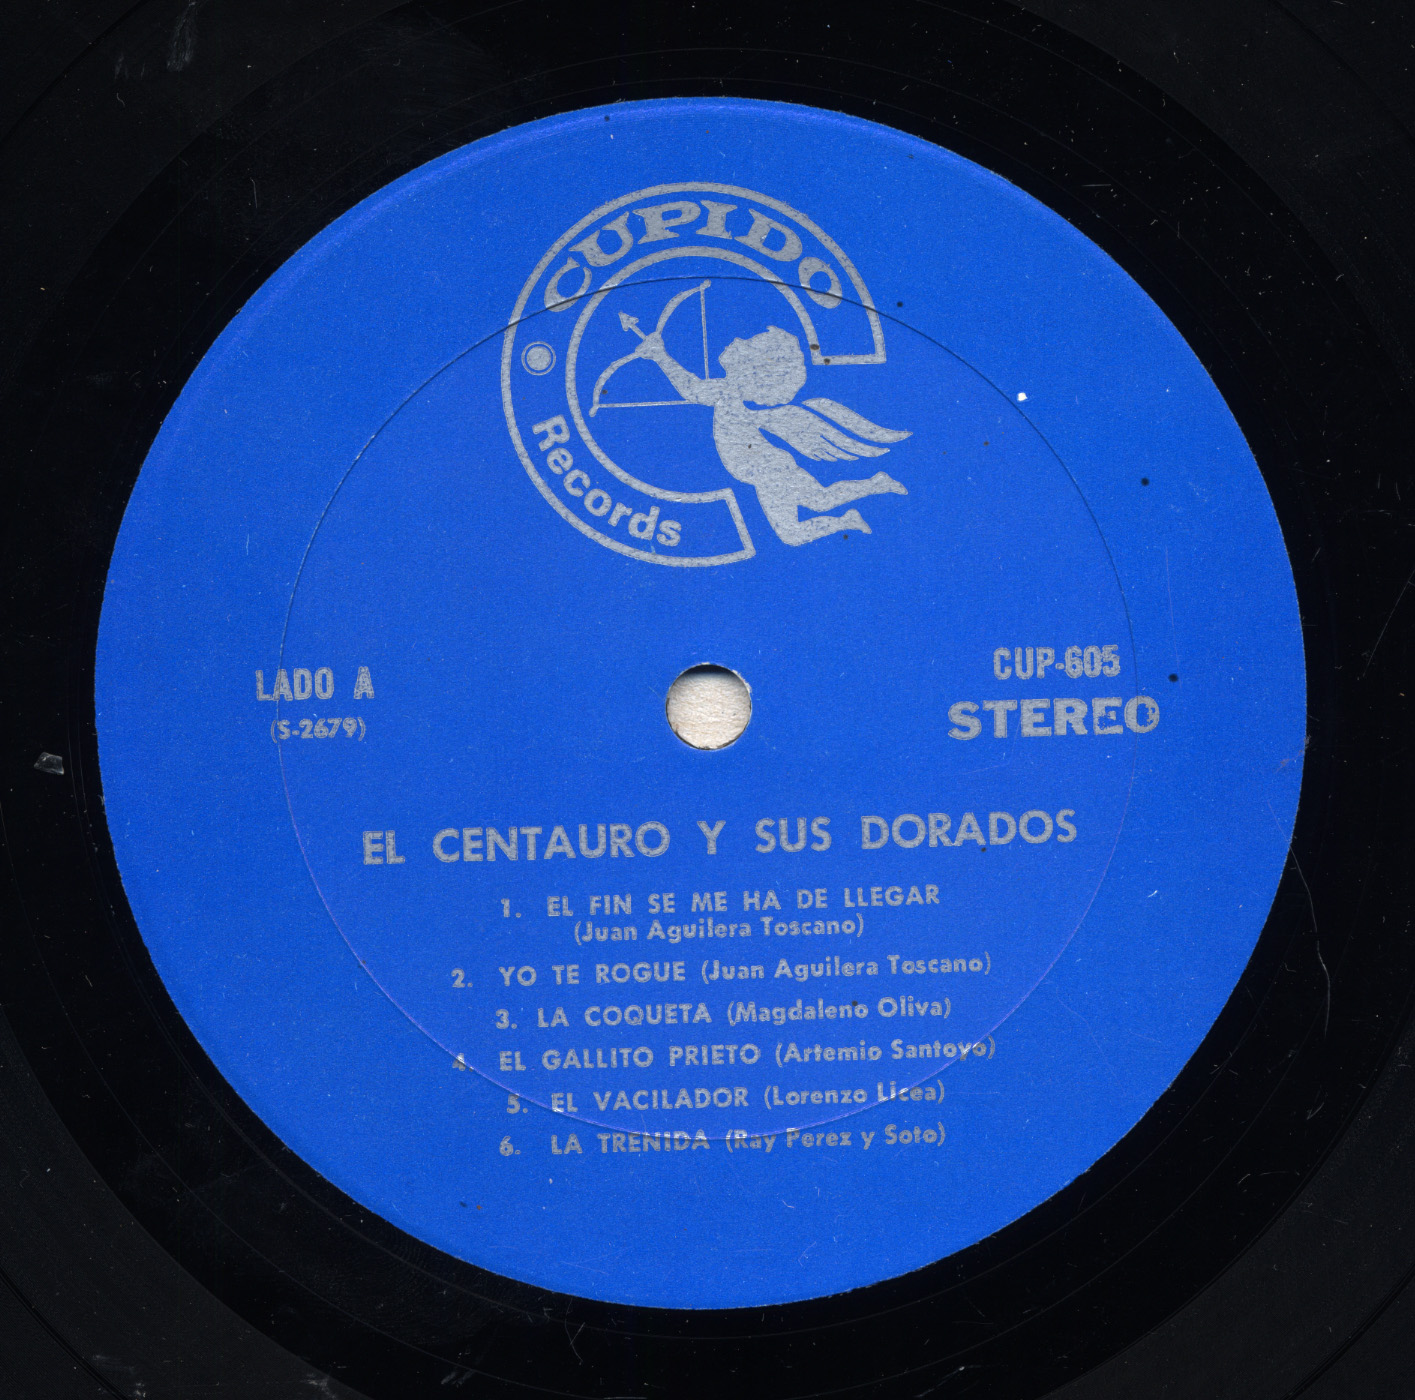 CUPIDO
Records
LADO A
(S-2679)
CUP-605
STEREO
EL CENTAURO Y SUS DORADOS
1. EL FIN SE ME HA DE LLEGAR
(Juan Aguilera Toscano)
2. YO TE ROGUE (Juan Aguilera Toscano)
3. LA COQUETA (Magdaleno Oliva)
4. EL GALLITO PRIETO (Artemio Santoyo)
5. EL VACILADOR (Lorenzo Licea)
6. LA TRENIDA (Ray Perez y Soto)